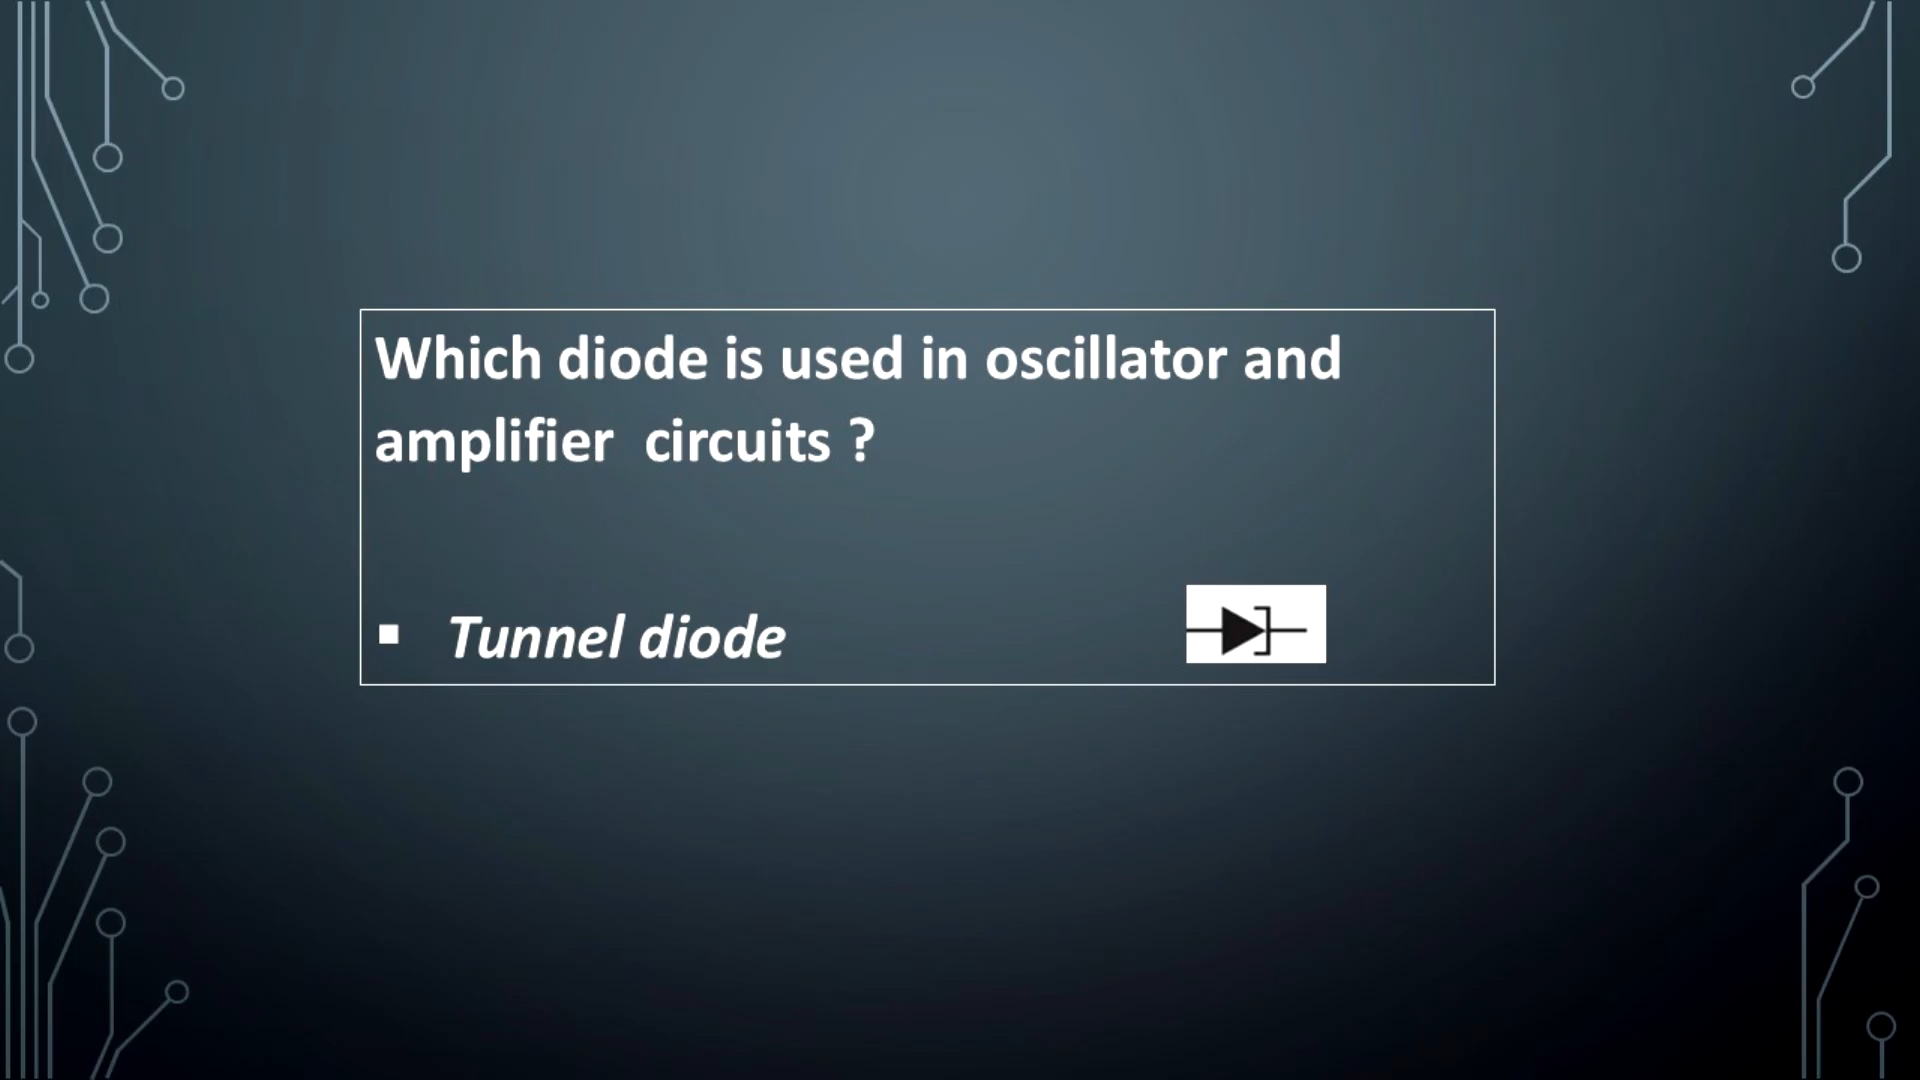 Which diode is used in oscillator and
amplifier  circuits ?
▪ Tunnel diode